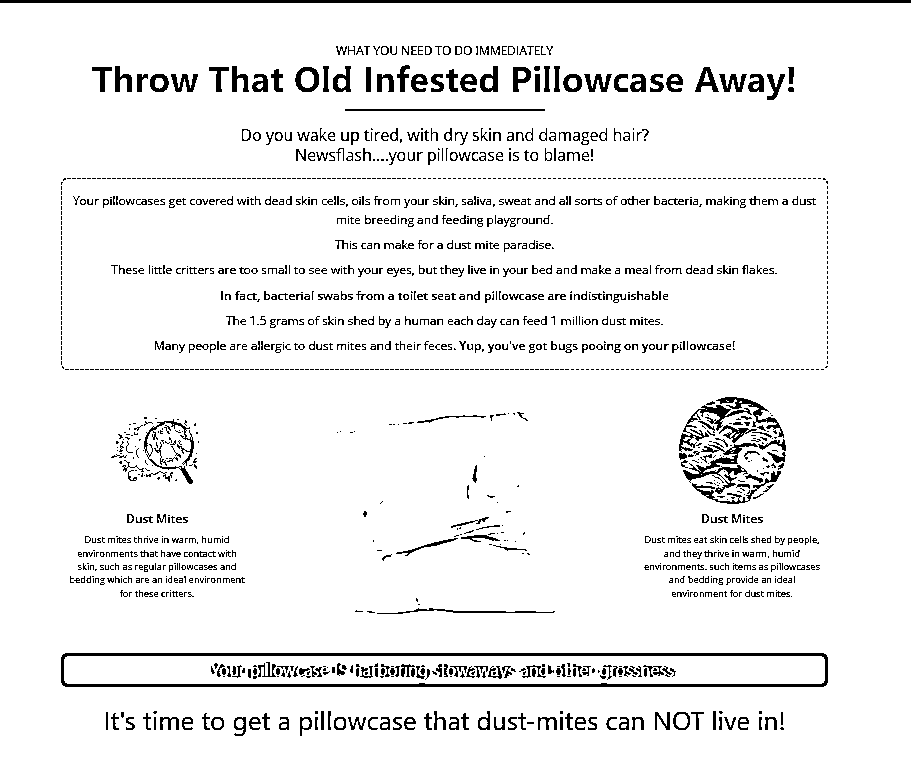 WHAT YOU NEED TO DO IMMEDIATELY
Throw That Old Infested Pillowcase Away!
Do you wake up tired, with dry skin and damaged hair?
Newsflash....your pillowcase is to blame!
Your pillowcases get covered with dead skin cells, oils from your skin, saliva, sweat and all sorts of other bacteria, making them a dust
mite breeding and feeding playground.
This can make for a dust mite paradise.
These little critters are too small to see with your eyes, but they live in your bed and make a meal from dead skin flakes.
In fact, bacterial swabs from a toilet seat and pillowcase are indistinguishable
The 1.5 grams of skin shed by a human each day can feed 1 million dust mites.
Many people are allergic to dust mites and their feces. Yup, you've got bugs pooing on your pillowcase!
Dust Mites
Dust mites thrive in warm, humid
environments that have contact with
skin, such as regular pillowcases and
bedding which are an ideal environment
for these critters.
Dust Mites
Dust mites eat skin cells shed by people,
and they thrive in warm, humid
environments. such items as pillowcases
and bedding provide an ideal
environment for dust mites.
Your pillowcase is harboring stowaways and other grossness
It's time to get a pillowcase that dust-mites can NOT live in!